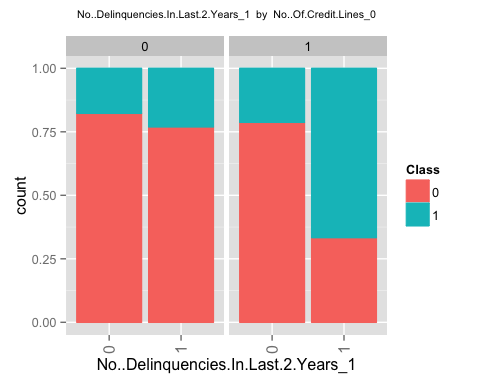 No..Delinquencies.In.Last.2.Years_1 by No..Of.Credit.Lines_0
0 1
1.00
0.75
0.50
0.25
0.00
count
0 1 0 1
No..Delinquencies.In.Last.2.Years_1
Class
0
1